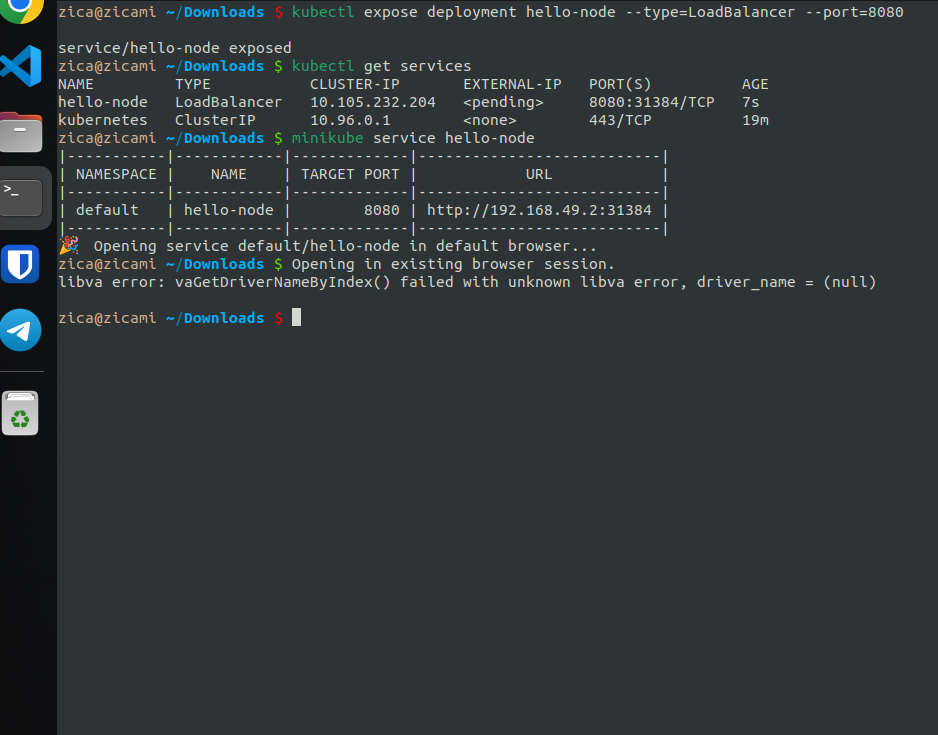 zica@zicami ~/Downloads $ kubectl expose deployment hello-node --type=LoadBalancer --port=8080
service/hello-node exposed
zica@zicami ~/Downloads $ kubectl get services
NAME         TYPE           CLUSTER-IP       EXTERNAL-IP   PORT(S)          AGE
hello-node   LoadBalancer   10.105.232.204   <pending>     8080:31384/TCP   7s
kubernetes   ClusterIP      10.96.0.1        <none>        443/TCP          19m
zica@zicami ~/Downloads $ minikube service hello-node
|-----------|------------|-------------|---------------------------|
| NAMESPACE |    NAME    | TARGET PORT |            URL            |
|-----------|------------|-------------|---------------------------|
| default   | hello-node |        8080 | http://192.168.49.2:31384 |
|-----------|------------|-------------|---------------------------|
🎉  Opening service default/hello-node in default browser...
zica@zicami ~/Downloads $ Opening in existing browser session.
libva error: vaGetDriverNameByIndex() failed with unknown libva error, driver_name = (null)
zica@zicami ~/Downloads $
>_